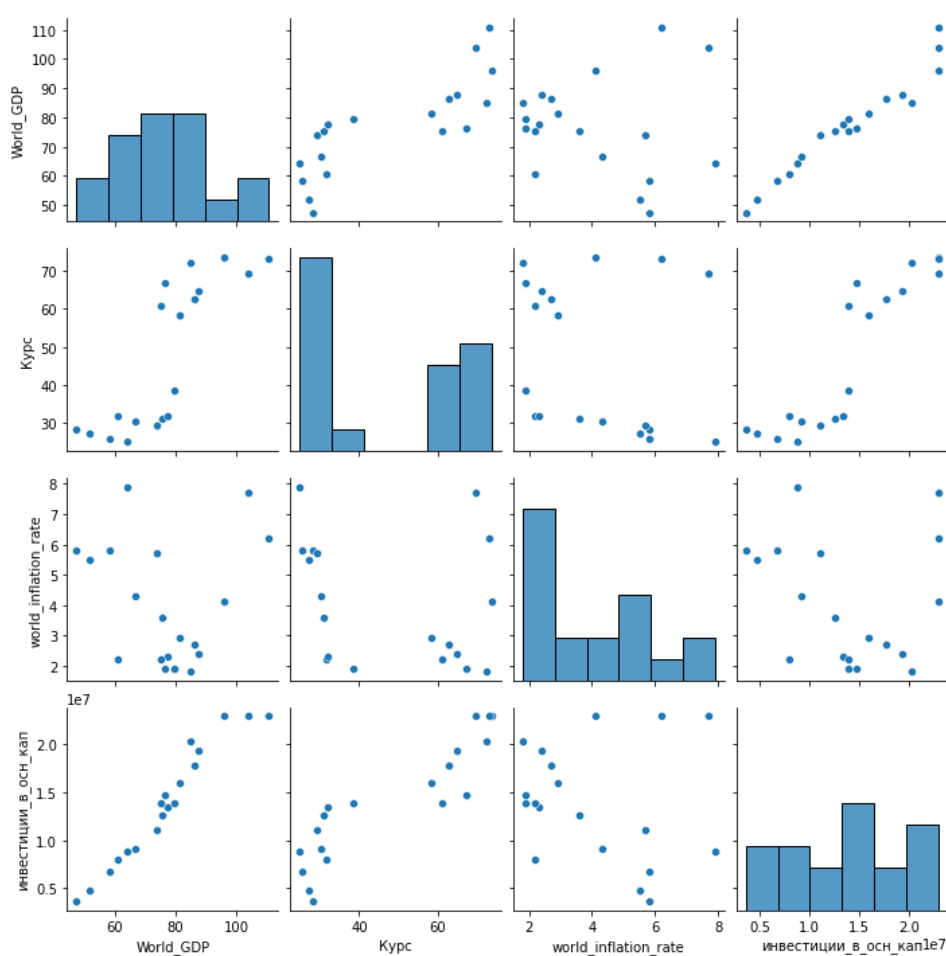 110
100
90
80
70
60
50
World_GDP
70
60
50
40
30
Курс
8
7
6
5
4
3
2
world_inflation_rate
1e7
2.0
1.5
1.0
0.5
инвестиции_в_осн_кап
60 80 100
World_GDP
40 60
Курс
2 4 6 8
world_inflation_rate
0.5 1.0 1.5 2.0
инвестиции_в_осн_кап1e7